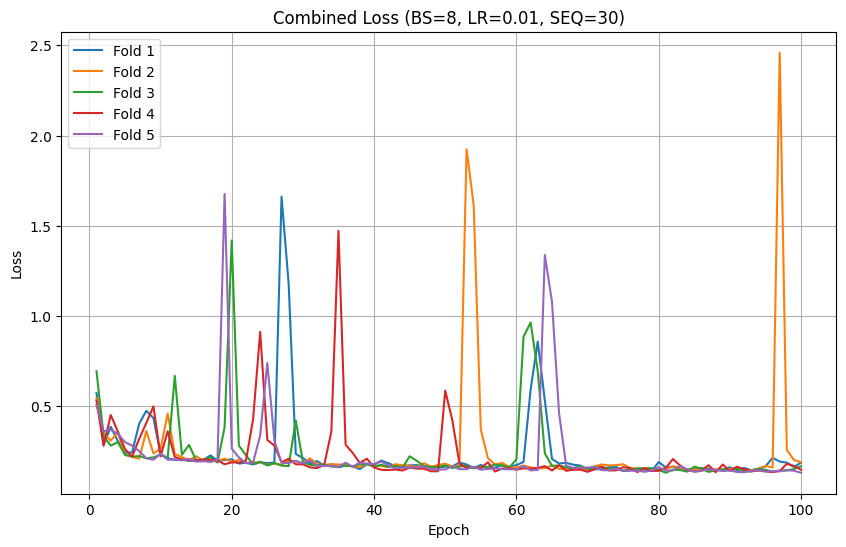 Combined Loss (BS=8, LR=0.01, SEQ=30)
Fold 1
Fold 2
Fold 3
Fold 4
Fold 5
2.5
2.0
1.5
1.0
0.5
Loss
0 20 40 60 80 100
Epoch